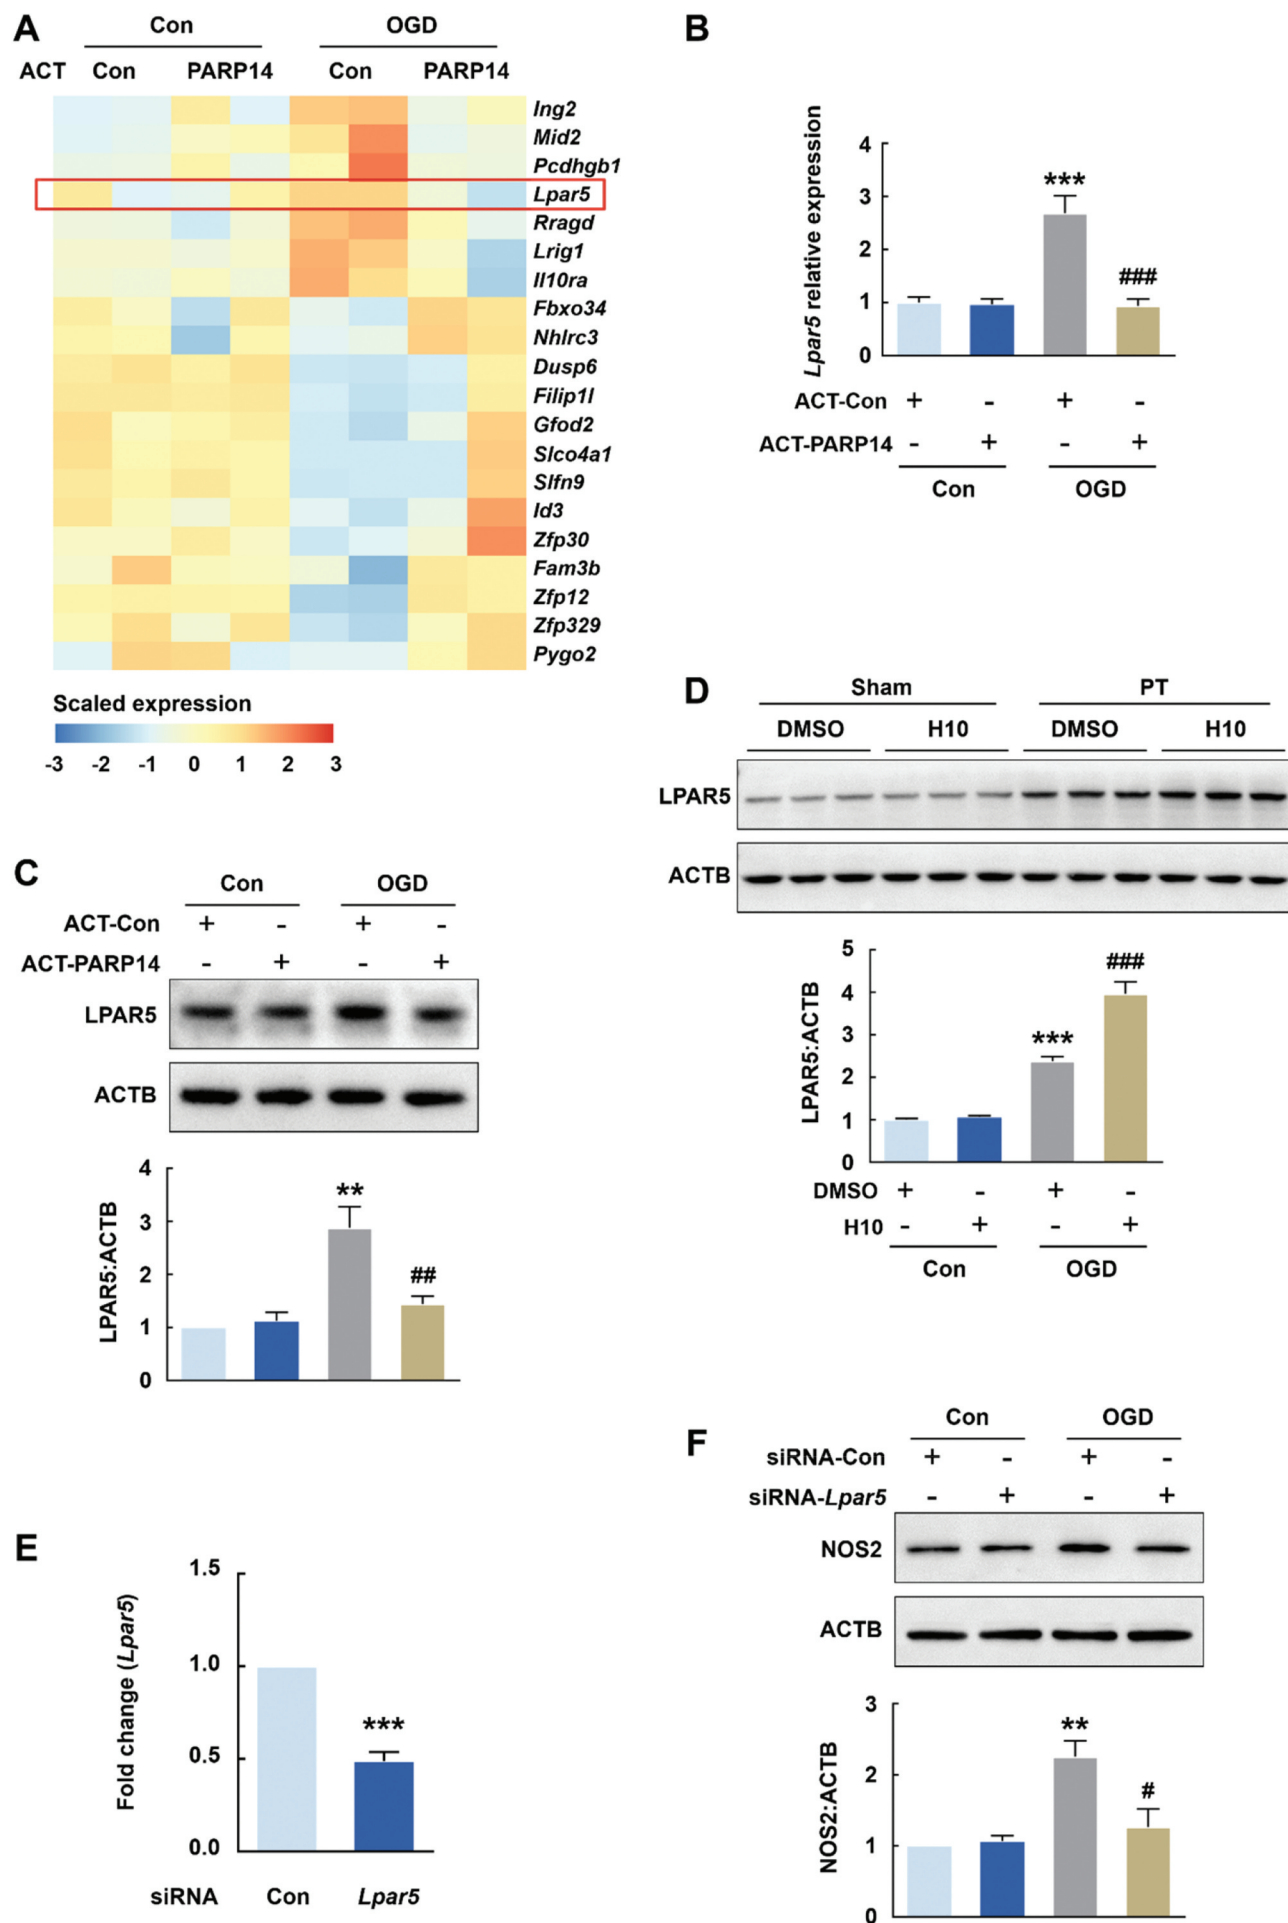 A
Con OGD
ACT Con PARP14 Con PARP14
Ing2
Mid2
Pcdhgb1
Lpar5
Rragd
Lrig1
Il10ra
Fbxo34
Nhlrc3
Dusp6
Filip1l
Gfod2
Slco4a1
Slfn9
Id3
Zfp30
Fam3b
Zfp12
Zfp329
Pygo2
Scaled expression
-3 -2 -1 0 1 2 3
B
Lpar5 relative expression
4
3
2
1
0
***
###
ACT-Con + - + -
ACT-PARP14 - + - +
Con OGD
C
Con OGD
ACT-Con + - + -
ACT-PARP14 - + - +
LPAR5
ACTB
LPAR5:ACTB
4
3
2
1
0
**
##
D
Sham PT
DMSO H10 DMSO H10
LPAR5
ACTB
LPAR5:ACTB
5
4
3
2
1
0
***
###
DMSO + - + -
H10 - + - +
Con OGD
E
Fold change (Lpar5)
1.5
1.0
0.5
0.0
***
siRNA Con Lpar5
F
Con OGD
siRNA-Con + - + -
siRNA-Lpar5 - + - +
NOS2
ACTB
NOS2:ACTB
3
2
1
0
**
#